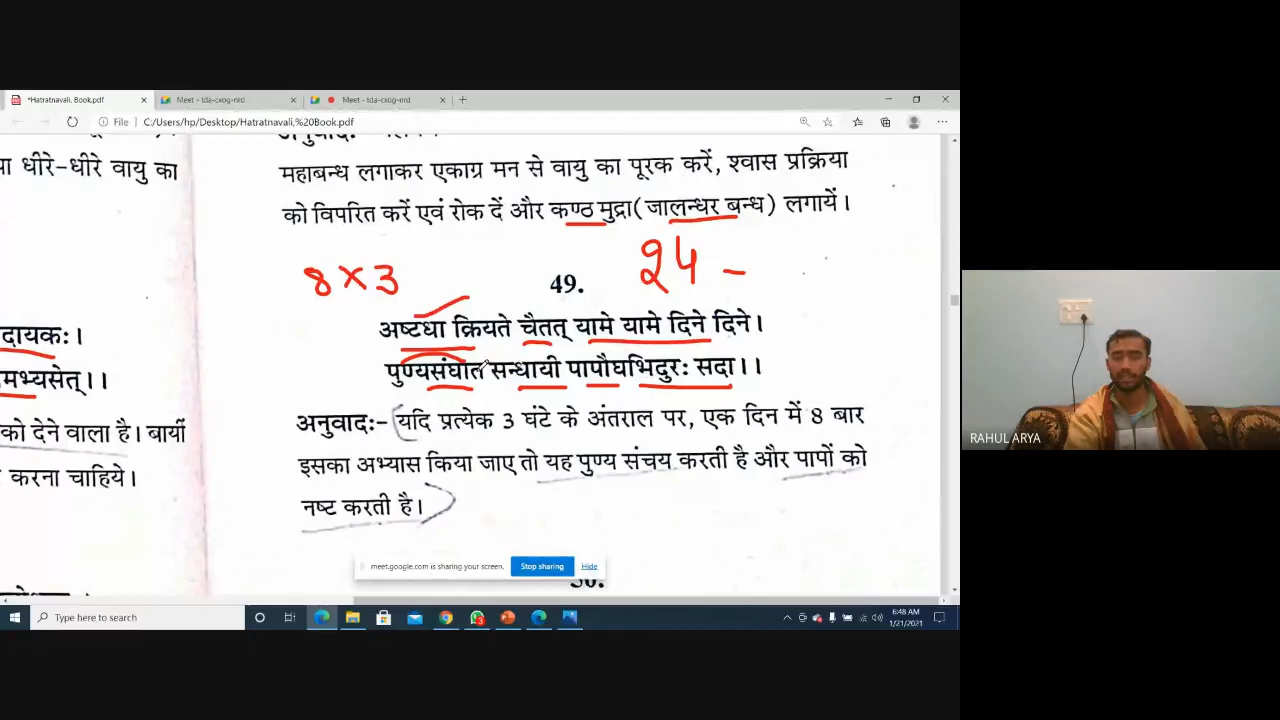 *Hatratnavali, Book.pdf
Meet - tda-cxog-nrd
Meet - tda-cxog-nrd
File
C:/Users/hp/Desktop/Hatratnavali,%20Book.pdf
धीरे-धीरे वायु का
दायकः।
मभ्यसेत्।।
को देने वाला है। बायीं
करना चाहिये।
महाबन्ध लगाकर एकाग्र मन से वायु का पूरक करें, श्वास प्रक्रिया
को विपरित करें एवं रोक दें और कण्ठ मुद्रा(जालन्धर बन्ध) लगायें।
8 × 3
२४ –
49.
अष्टधा क्रियते चैतत् यामे यामे दिने दिने।
पुण्यसंघात सन्धायी पापौघभिदुरः सदा।।
अनुवादः- यदि प्रत्येक 3 घंटे के अंतराल पर, एक दिन में 8 बार
इसका अभ्यास किया जाए तो यह पुण्य संचय करती है और पापों को
नष्ट करती है।
meet.google.com is sharing your screen.
Stop sharing
Hide
50.
RAHUL ARYA
Type here to search
3
6:48 AM
1/21/2021